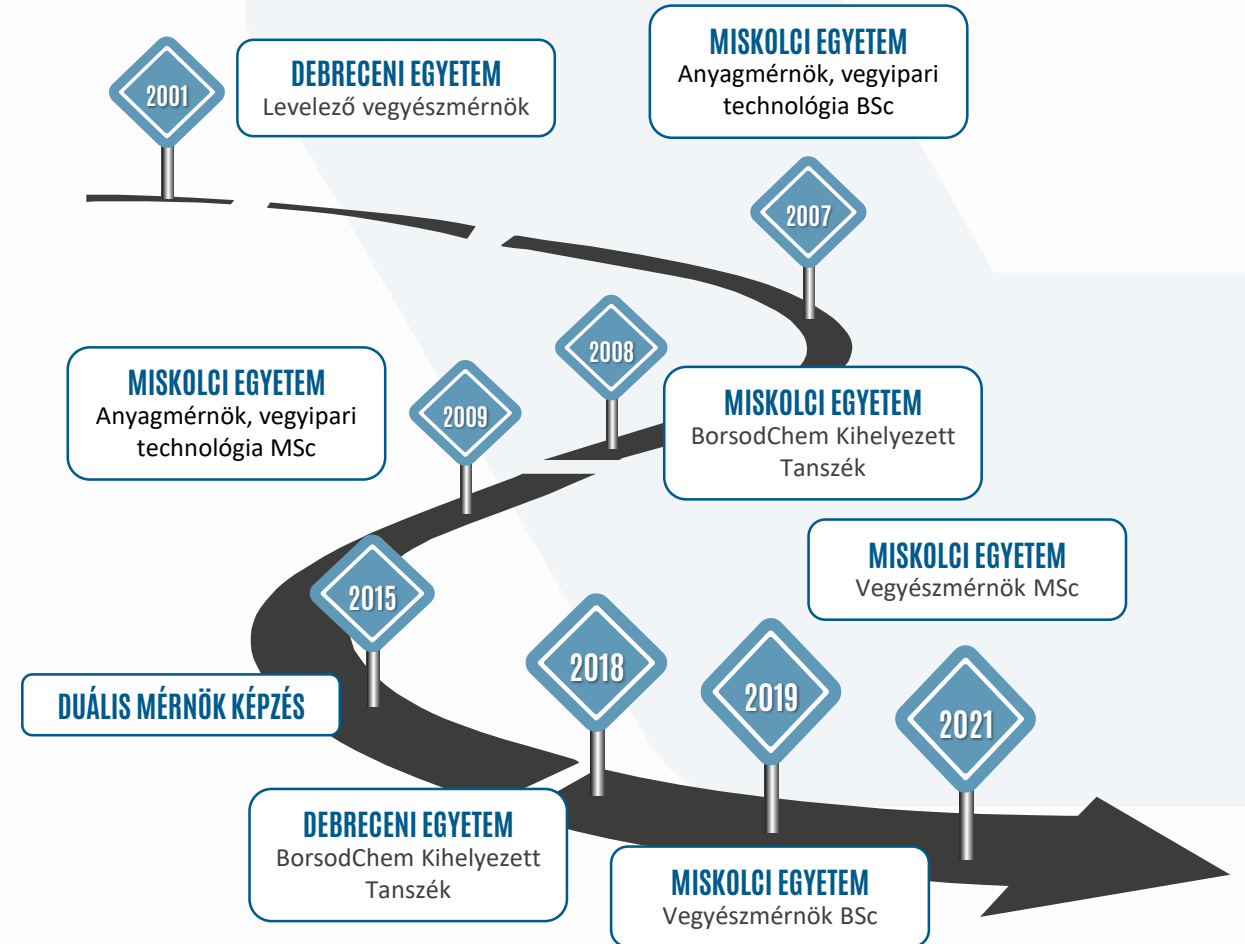 2001
DEBRECENI EGYETEM
Levelező vegyészmérnök
MISKOLCI EGYETEM
Anyagmérnök, vegyipari
technológia BSc
2007
2008
MISKOLCI EGYETEM
BorsodChem Kihelyezett
Tanszék
2009
MISKOLCI EGYETEM
Anyagmérnök, vegyipari
technológia MSc
2015
DUÁLIS MÉRNÖK KÉPZÉS
2018
DEBRECENI EGYETEM
BorsodChem Kihelyezett
Tanszék
2019
MISKOLCI EGYETEM
Vegyészmérnök BSc
2021
MISKOLCI EGYETEM
Vegyészmérnök MSc